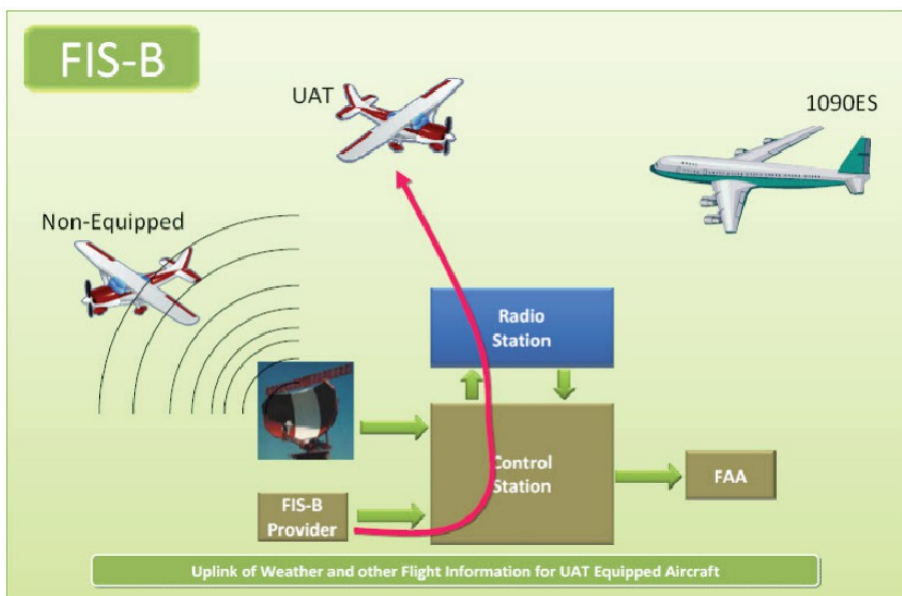 FIS-B
UAT
1090ES
Non-Equipped
Radio
Station
Control
Station
FAA
FIS-B
Provider
Uplink of Weather and other Flight Information for UAT Equipped Aircraft